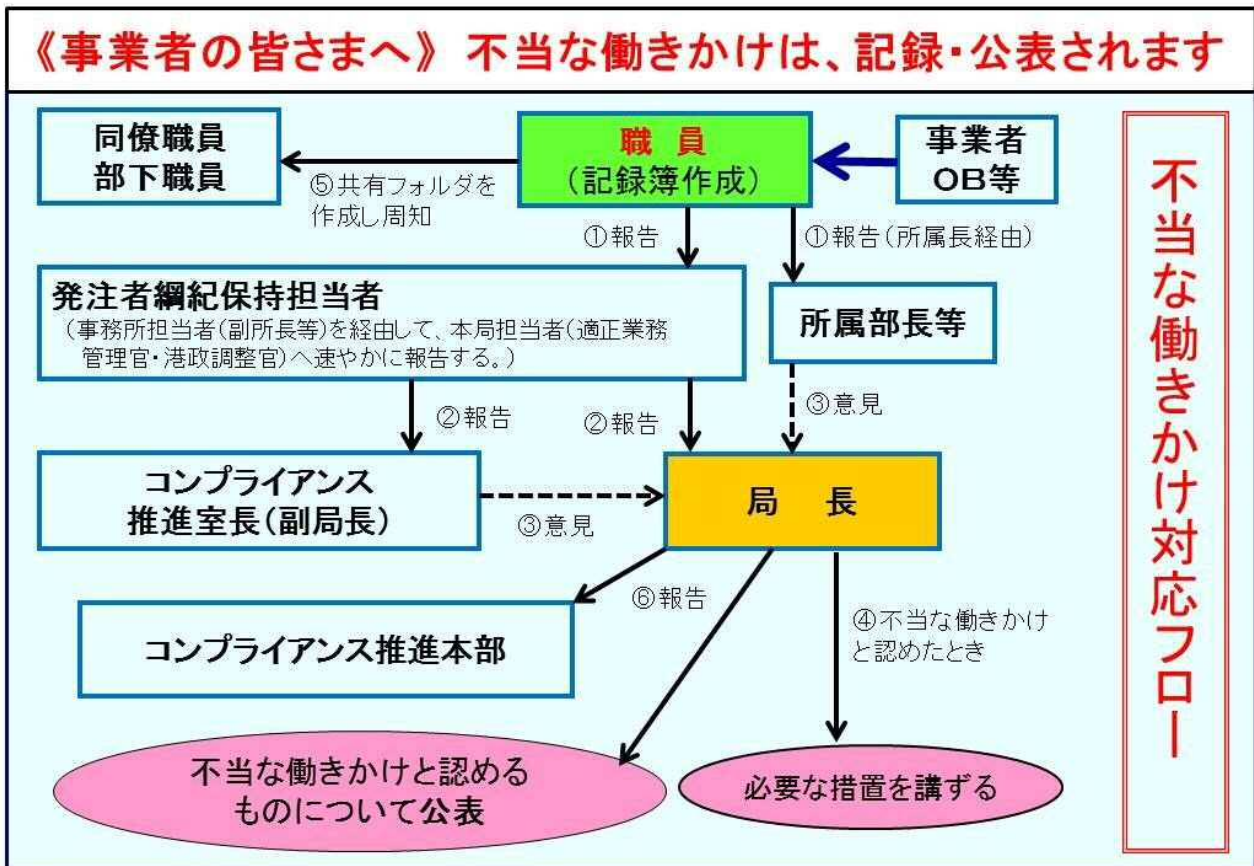 《事業者の皆さまへ》 不当な働きかけは、記録・公表されます
同僚職員
部下職員
職 員
(記録簿作成)
事業者
OB等
⑤共有フォルダを
作成し周知
①報告
①報告(所属長経由)
発注者綱紀保持担当者
(事務所担当者(副所長等)を経由して、本局担当者(適正業務
管理官・港政調整官)へ速やかに報告する。)
所属部長等
②報告
②報告
③意見
コンプライアンス
推進室長(副局長)
③意見
局 長
⑥報告
④不当な働きかけ
と認めたとき
コンプライアンス推進本部
不当な働きかけと認める
ものについて公表
必要な措置を講ずる
不当な働きかけ対応フロー